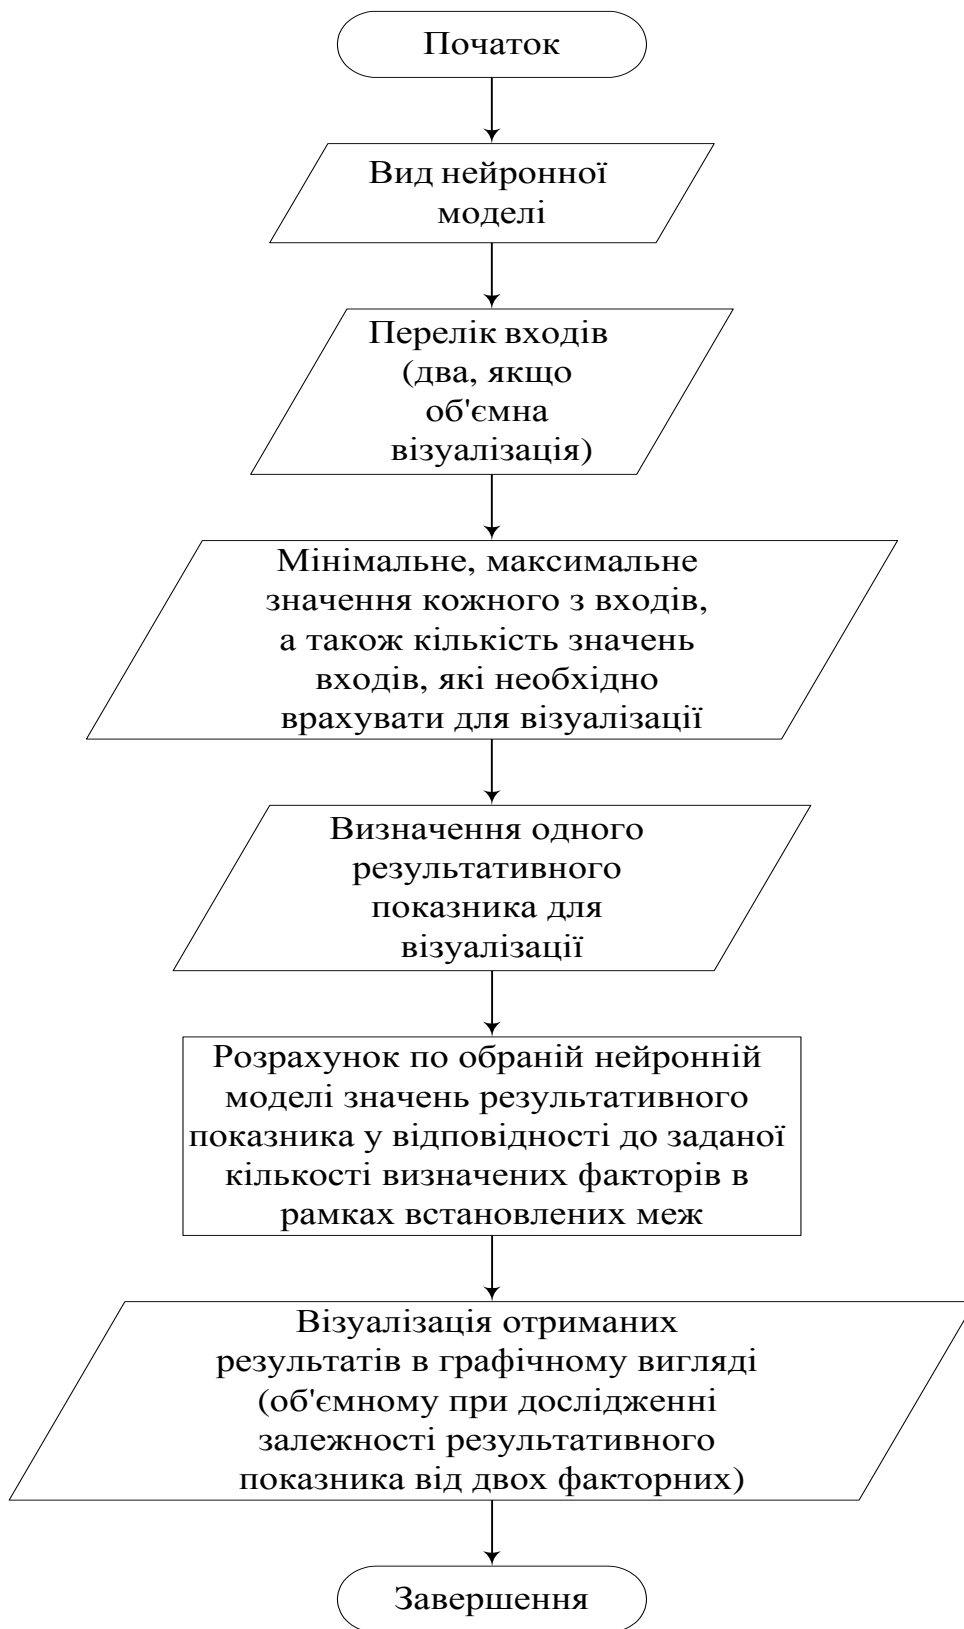 Початок
Вид нейронної
моделі
Перелік входів
(два, якщо
об'ємна
візуалізація)
Мінімальне, максимальне
значення кожного з входів,
а також кількість значень
входів, які необхідно
врахувати для візуалізації
Визначення одного
результативного
показника для
візуалізації
Розрахунок по обраній нейронній
моделі значень результативного
показника у відповідності до заданої
кількості визначених факторів в
рамках встановлених меж
Візуалізація отриманих
результатів в графічному вигляді
(об'ємному при дослідженні
залежності результативного
показника від двох факторних)
Завершення